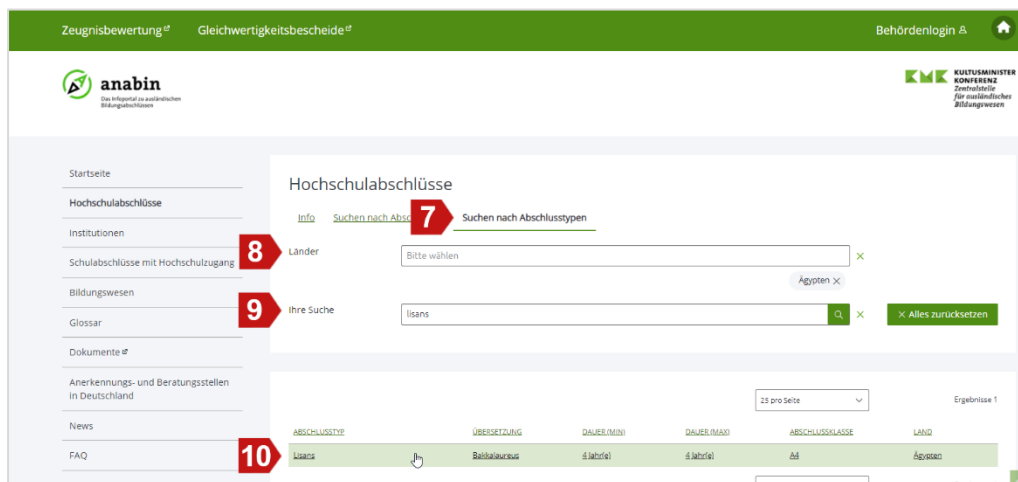 Zeugnisbewertung Gleichwertigkeitsbescheide Behördenlogin
anabin
Das Infoportal zu ausländischen
Bildungsabschlüssen
KMK KULTUSMINISTER
KONFERENZ
Zentralstelle
für ausländisches
Bildungswesen
Startseite
Hochschulabschlüsse
Institutionen
Schulabschlüsse mit Hochschulzugang
Bildungswesen
Glossar
Dokumente
Anerkennungs- und Beratungsstellen
in Deutschland
News
FAQ
Hochschulabschlüsse
Info Suchen nach Absc 7 Suchen nach Abschlusstypen
8 Länder Bitte wählen
Ägypten ×
9 Ihre Suche lisans × Alles zurücksetzen
25 pro Seite Ergebnisse 1
ABSCHLUSSTYP ÜBERSETZUNG DAUER (MIN) DAUER (MAX) ABSCHLUSSKLASSE LAND
10 Lisans Bakkalaureus 4 Jahr(e) 4 Jahr(e) A4 Ägypten